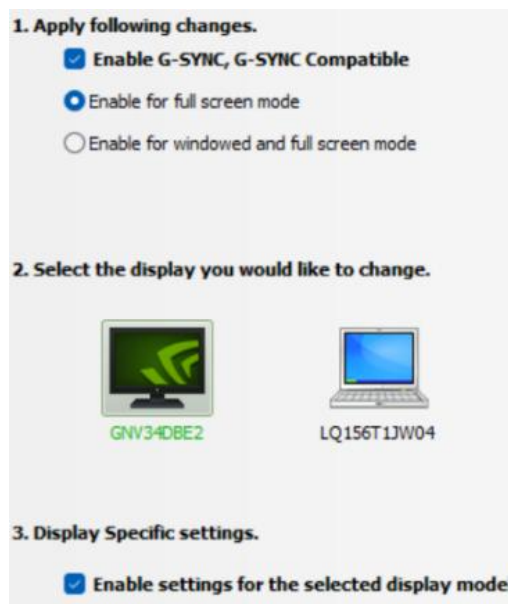 1. Apply following changes.
Enable G-SYNC, G-SYNC Compatible
Enable for full screen mode
Enable for windowed and full screen mode
2. Select the display you would like to change.
GNV34DBE2
LQ156T1JW04
3. Display Specific settings.
Enable settings for the selected display mode